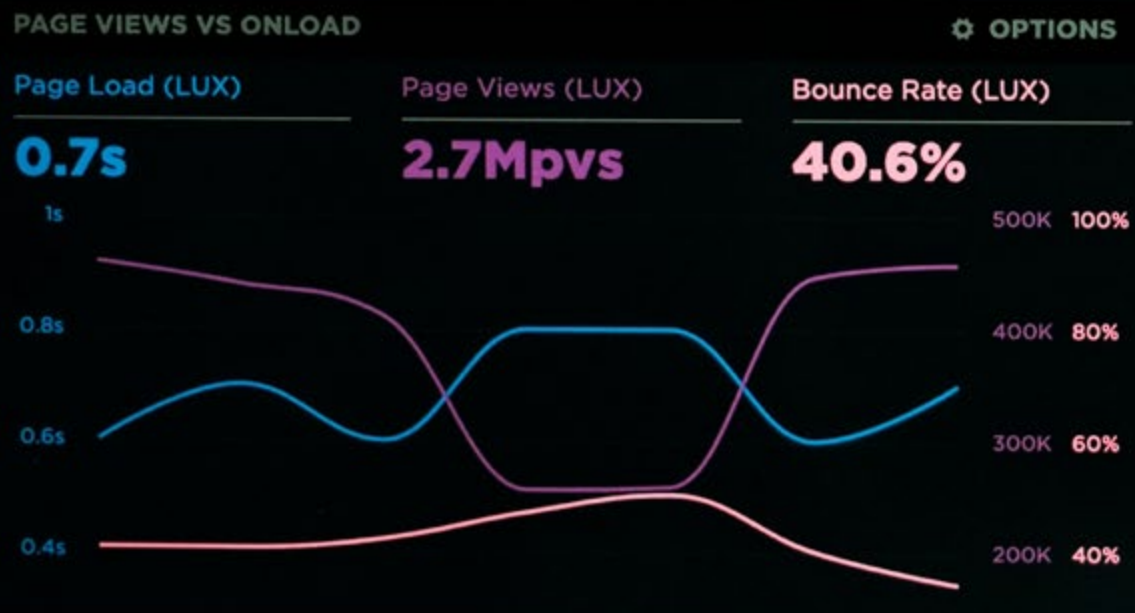 PAGE VIEWS VS ONLOAD
OPTIONS
Page Load (LUX)
Page Views (LUX)
Bounce Rate (LUX)
0.7s
2.7Mpvs
40.6%
1s
500K 100%
0.8s
400K 80%
0.6s
300K 60%
0.4s
200K 40%